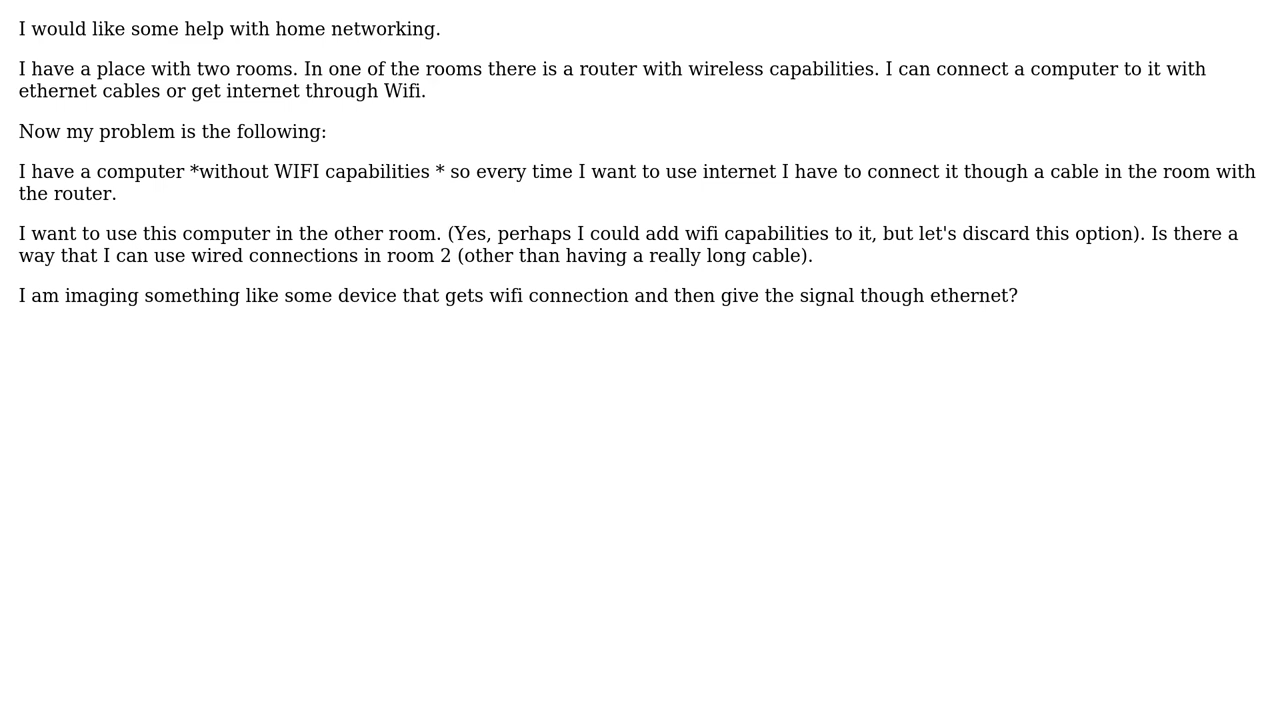 I would like some help with home networking.
I have a place with two rooms. In one of the rooms there is a router with wireless capabilities. I can connect a computer to it with
ethernet cables or get internet through Wifi.
Now my problem is the following:
I have a computer *without WIFI capabilities * so every time I want to use internet I have to connect it though a cable in the room with
the router.
I want to use this computer in the other room. (Yes, perhaps I could add wifi capabilities to it, but let's discard this option). Is there a
way that I can use wired connections in room 2 (other than having a really long cable).
I am imaging something like some device that gets wifi connection and then give the signal though ethernet?